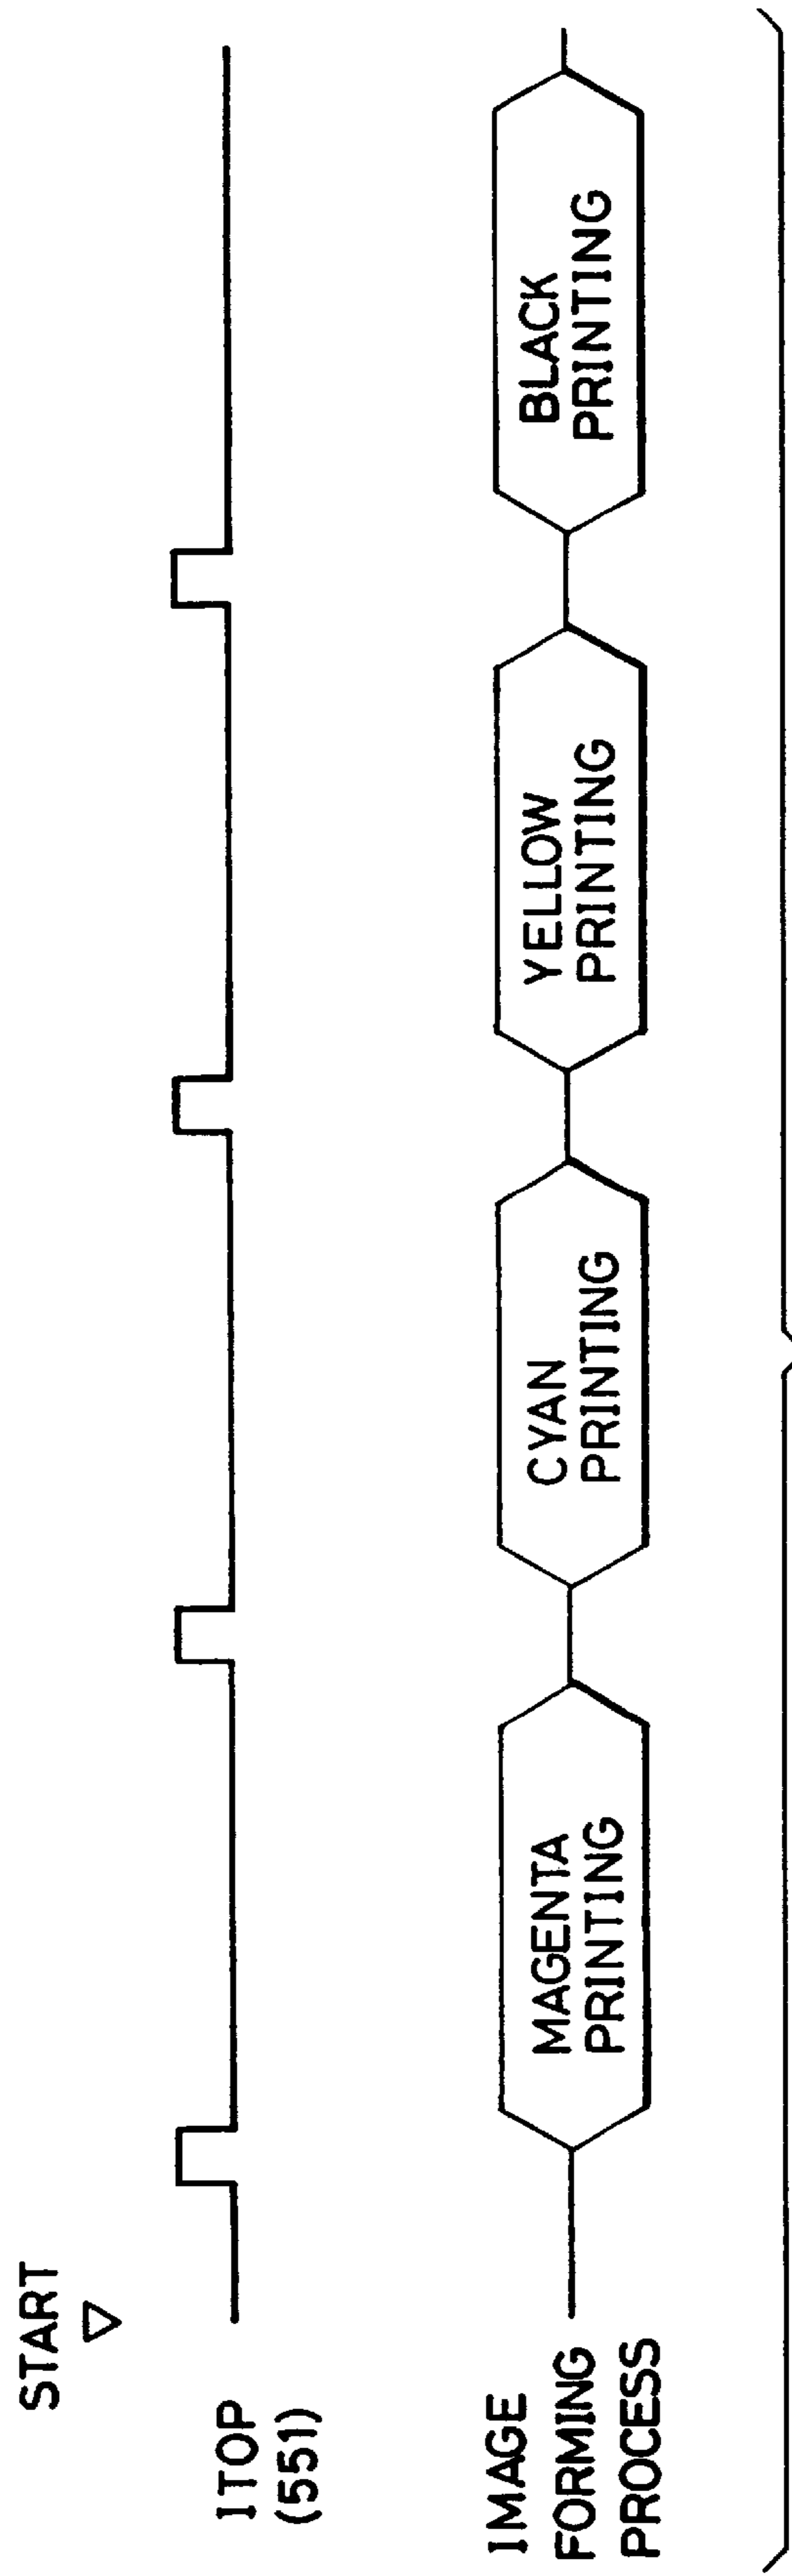 START
ITOP
(551)
IMAGE
FORMING
PROCESS
MAGENTA
PRINTING
CYAN
PRINTING
YELLOW
PRINTING
BLACK
PRINTING